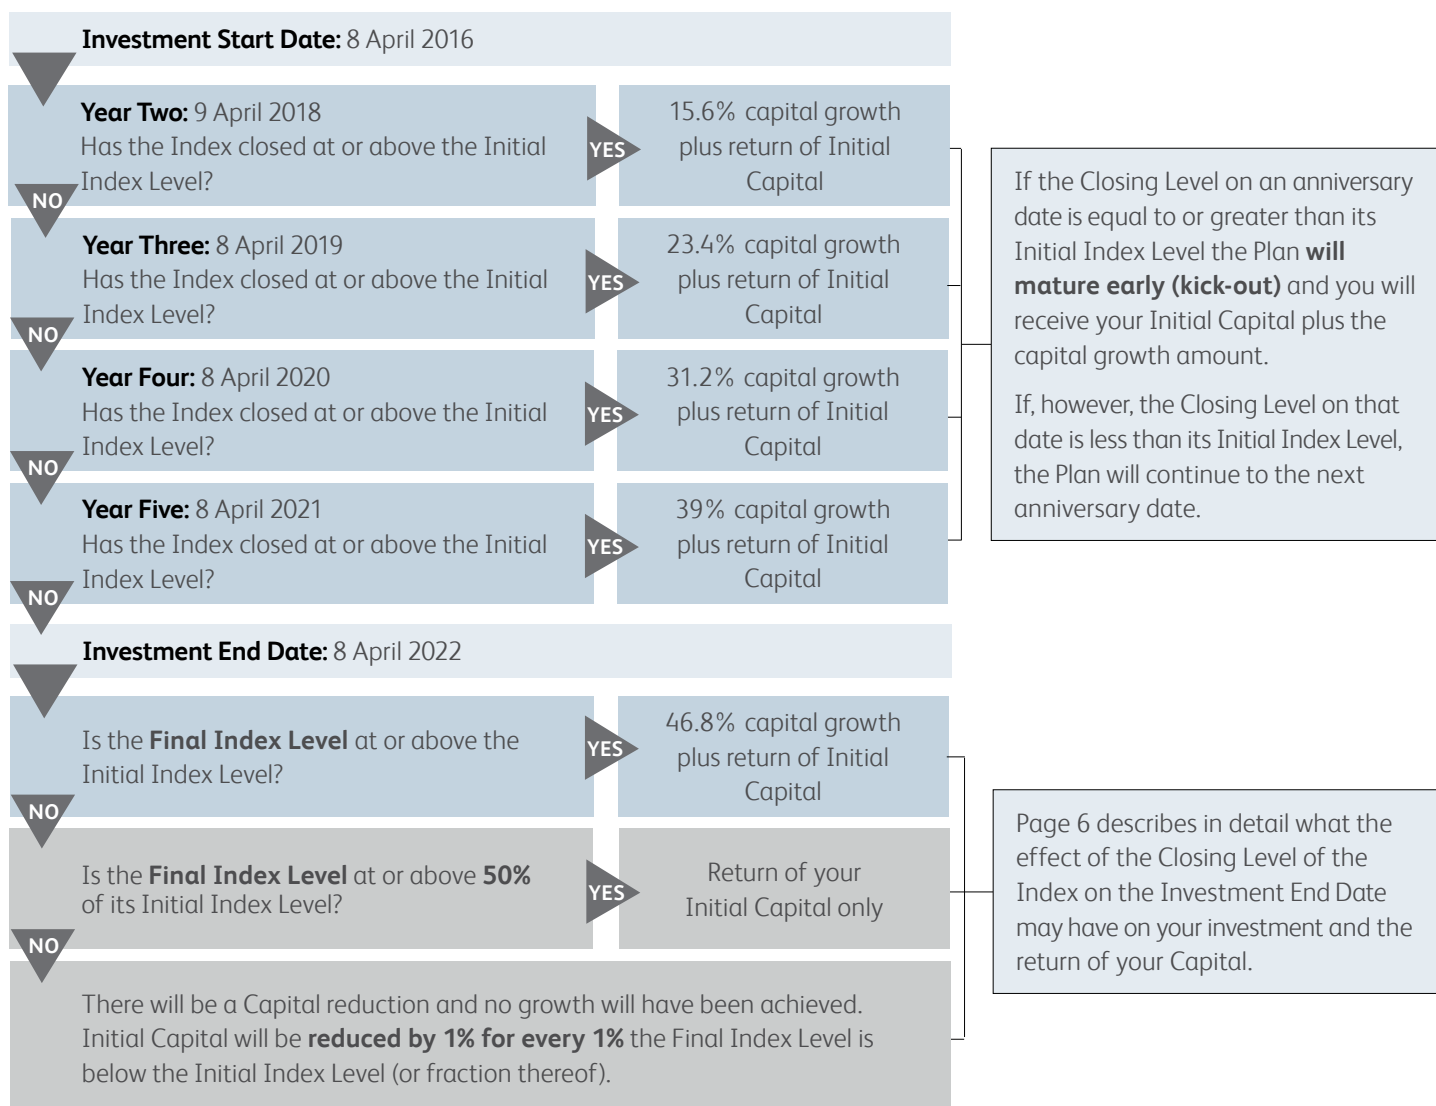 Investment Start Date: 8 April 2016
Year Two: 9 April 2018
Has the Index closed at or above the Initial
Index Level?
YES
15.6% capital growth
plus return of Initial
Capital
NO
Year Three: 8 April 2019
Has the Index closed at or above the Initial
Index Level?
YES
23.4% capital growth
plus return of Initial
Capital
NO
Year Four: 8 April 2020
Has the Index closed at or above the Initial
Index Level?
YES
31.2% capital growth
plus return of Initial
Capital
NO
Year Five: 8 April 2021
Has the Index closed at or above the Initial
Index Level?
YES
39% capital growth
plus return of Initial
Capital
NO
If the Closing Level on an anniversary
date is equal to or greater than its
Initial Index Level the Plan will
mature early (kick-out) and you will
receive your Initial Capital plus the
capital growth amount.
If, however, the Closing Level on that
date is less than its Initial Index Level,
the Plan will continue to the next
anniversary date.
Investment End Date: 8 April 2022
Is the Final Index Level at or above the
Initial Index Level?
YES
46.8% capital growth
plus return of Initial
Capital
NO
Is the Final Index Level at or above 50%
of its Initial Index Level?
YES
Return of your
Initial Capital only
NO
There will be a Capital reduction and no growth will have been achieved.
Initial Capital will be reduced by 1% for every 1% the Final Index Level is
below the Initial Index Level (or fraction thereof).
Page 6 describes in detail what the
effect of the Closing Level of the
Index on the Investment End Date
may have on your investment and the
return of your Capital.